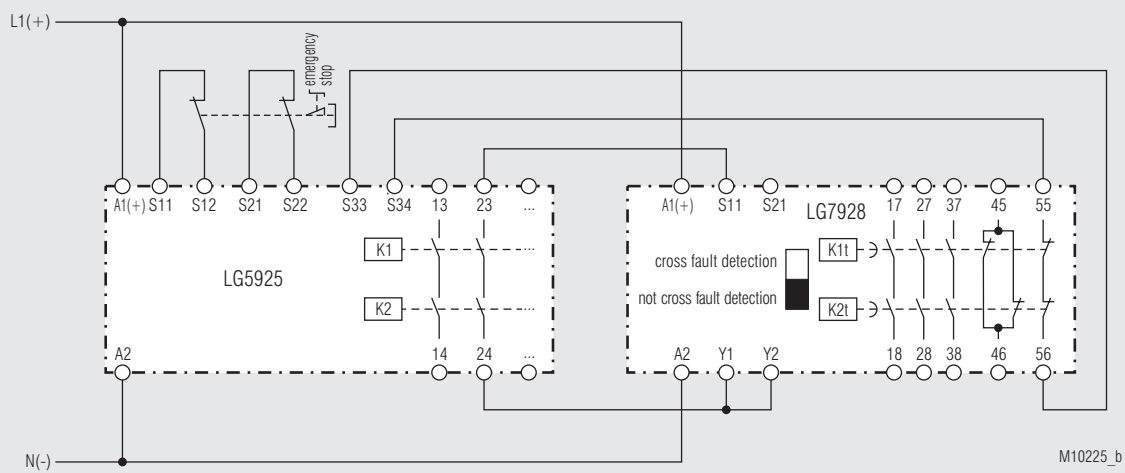 L1(+)
emergency
stop
A1(+) S11 S12 S21 S22 S33 S34 13 23 ...
A1(+) S11 S21 LG7928 17 27 37 45 55
K1 ...
K1t
cross fault detection
LG5925
not cross fault detection
K2 ...
K2t
A2 14 24 ...
A2 Y1 Y2 18 28 38 46 56
N(-)
M10225_b